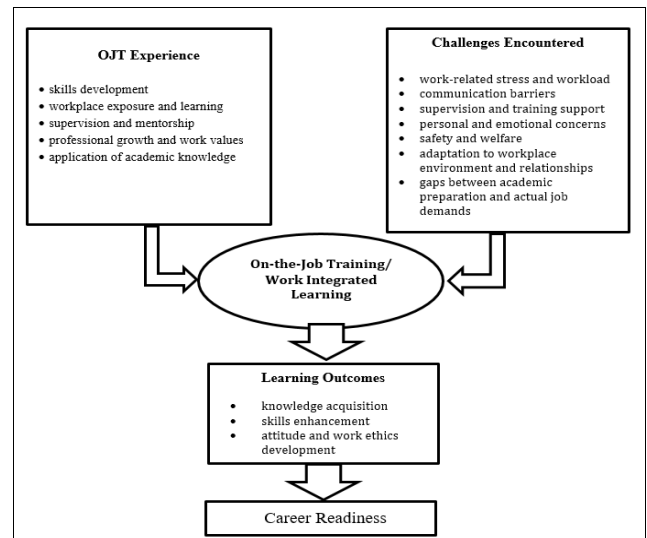 OJT Experience
• skills development
• workplace exposure and learning
• supervision and mentorship
• professional growth and work values
• application of academic knowledge
Challenges Encountered
• work-related stress and workload
• communication barriers
• supervision and training support
• personal and emotional concerns
• safety and welfare
• adaptation to workplace
environment and relationships
• gaps between academic
preparation and actual job
demands
On-the-Job Training/
Work Integrated
Learning
Learning Outcomes
• knowledge acquisition
• skills enhancement
• attitude and work ethics
development
Career Readiness